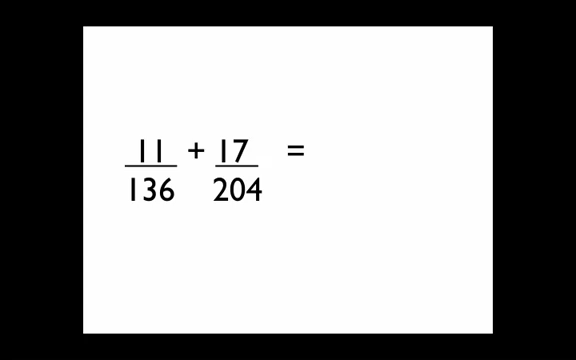 11 + 17 =
136 204